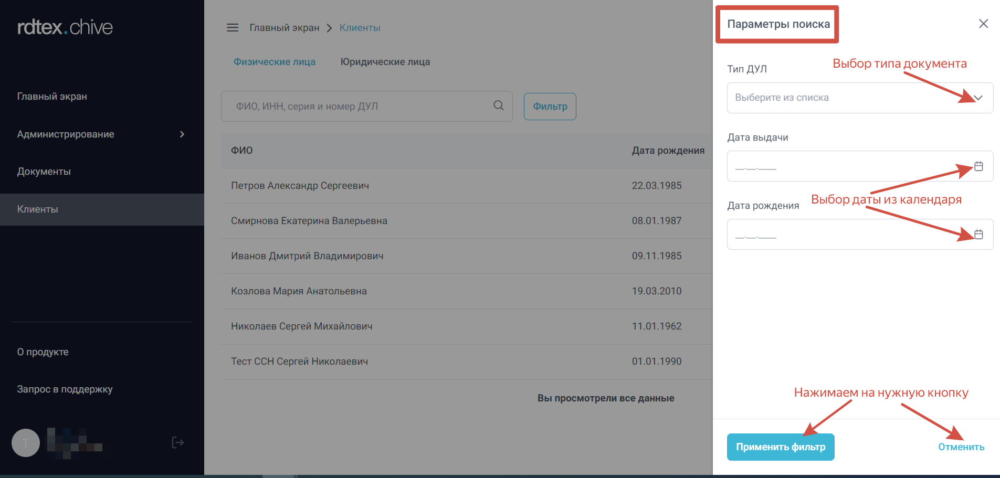 rdtex.chive
Главный экран
Администрирование
Документы
Клиенты
О продукте
Запрос в поддержку
T
Главный экран > Клиенты
Физические лица
Юридические лица
ФИО, ИНН, серия и номер ДУЛ
Фильтр
ФИО Дата рождения
Петров Александр Сергеевич 22.03.1985
Смирнова Екатерина Валерьевна 08.01.1987
Иванов Дмитрий Владимирович 09.11.1985
Козлова Мария Анатольевна 19.03.2010
Николаев Сергей Михайлович 11.01.1962
Тест ССН Сергей Николаевич 01.01.1990
Вы просмотрели все данные
Параметры поиска
Выбор типа документа
Тип ДУЛ
Выберите из списка
Дата выдачи
__.__.____
Выбор даты из календаря
Дата рождения
__.__.____
Нажимаем на нужную кнопку
Применить фильтр
Отменить